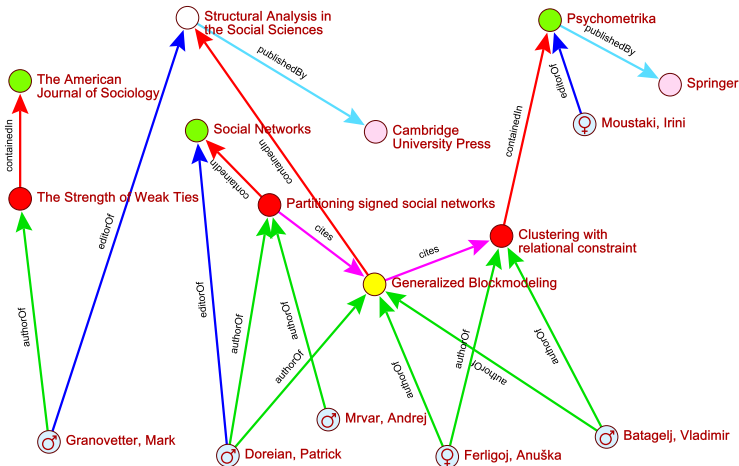 Structural Analysis in
the Social Sciences
Psychometrika
publishedBy
publishedBy
The American
Journal of Sociology
Springer
editorOf
Moustaki, Irini
Social Networks
Cambridge
University Press
containedIn
containedIn
containedIn
containedIn
The Strength of Weak Ties
Partitioning signed social networks
editorOf
cites
Clustering with
relational constraint
cites
Generalized Blockmodeling
editorOf
authorOf
authorOf
authorOf
authorOf
authorOf
authorOf
authorOf
authorOf
Mrvar, Andrej
Granovetter, Mark
Doreian, Patrick
Ferligoj, Anuška
Batagelj, Vladimir